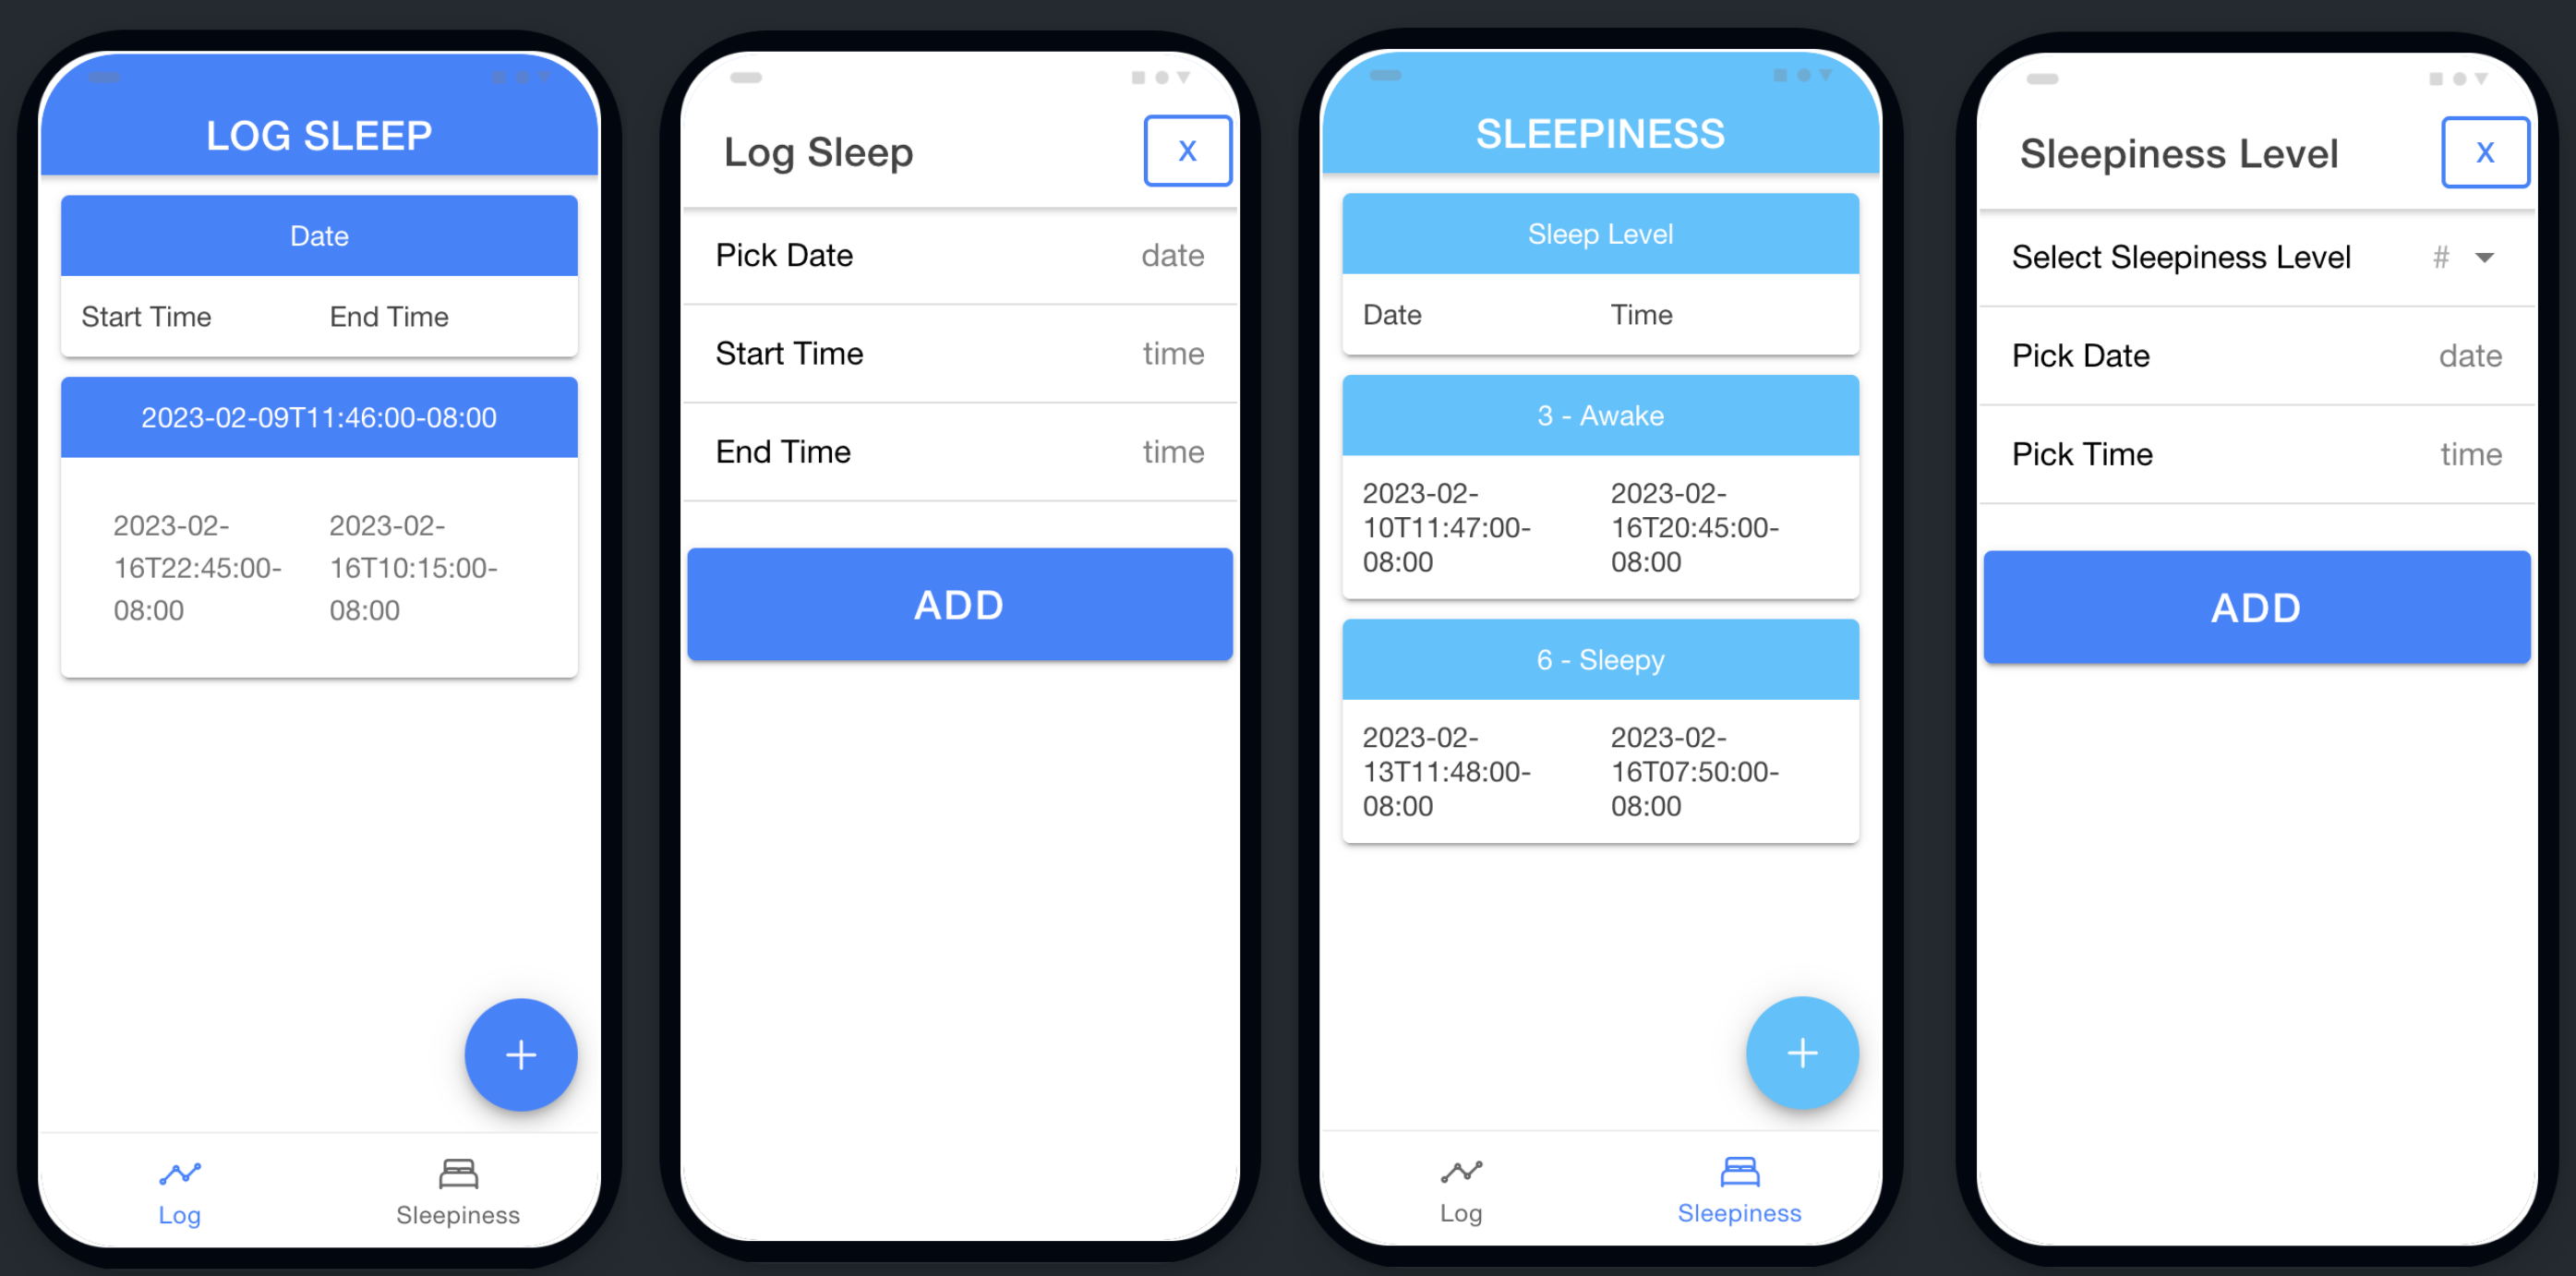 LOG SLEEP
Date
Start Time End Time
2023-02-09T11:46:00-08:00
2023-02-
16T22:45:00-
08:00
2023-02-
16T10:15:00-
08:00
Log
Sleepiness
Log Sleep
X
Pick Date date
Start Time time
End Time time
ADD
SLEEPINESS
Sleep Level
Date Time
3 - Awake
2023-02-
10T11:47:00-
08:00
2023-02-
16T20:45:00-
08:00
6 - Sleepy
2023-02-
13T11:48:00-
08:00
2023-02-
16T07:50:00-
08:00
Log
Sleepiness
Sleepiness Level
X
Select Sleepiness Level #
Pick Date date
Pick Time time
ADD